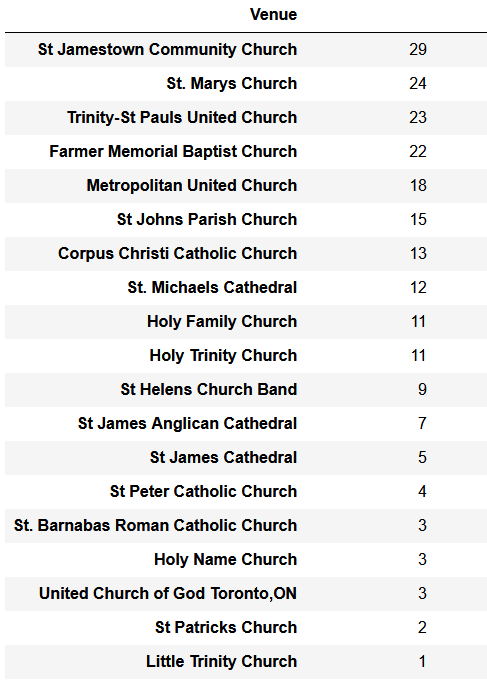 Venue
St Jamestown Community Church 29
St. Marys Church 24
Trinity-St Pauls United Church 23
Farmer Memorial Baptist Church 22
Metropolitan United Church 18
St Johns Parish Church 15
Corpus Christi Catholic Church 13
St. Michaels Cathedral 12
Holy Family Church 11
Holy Trinity Church 11
St Helens Church Band 9
St James Anglican Cathedral 7
St James Cathedral 5
St Peter Catholic Church 4
St. Barnabas Roman Catholic Church 3
Holy Name Church 3
United Church of God Toronto,ON 3
St Patricks Church 2
Little Trinity Church 1